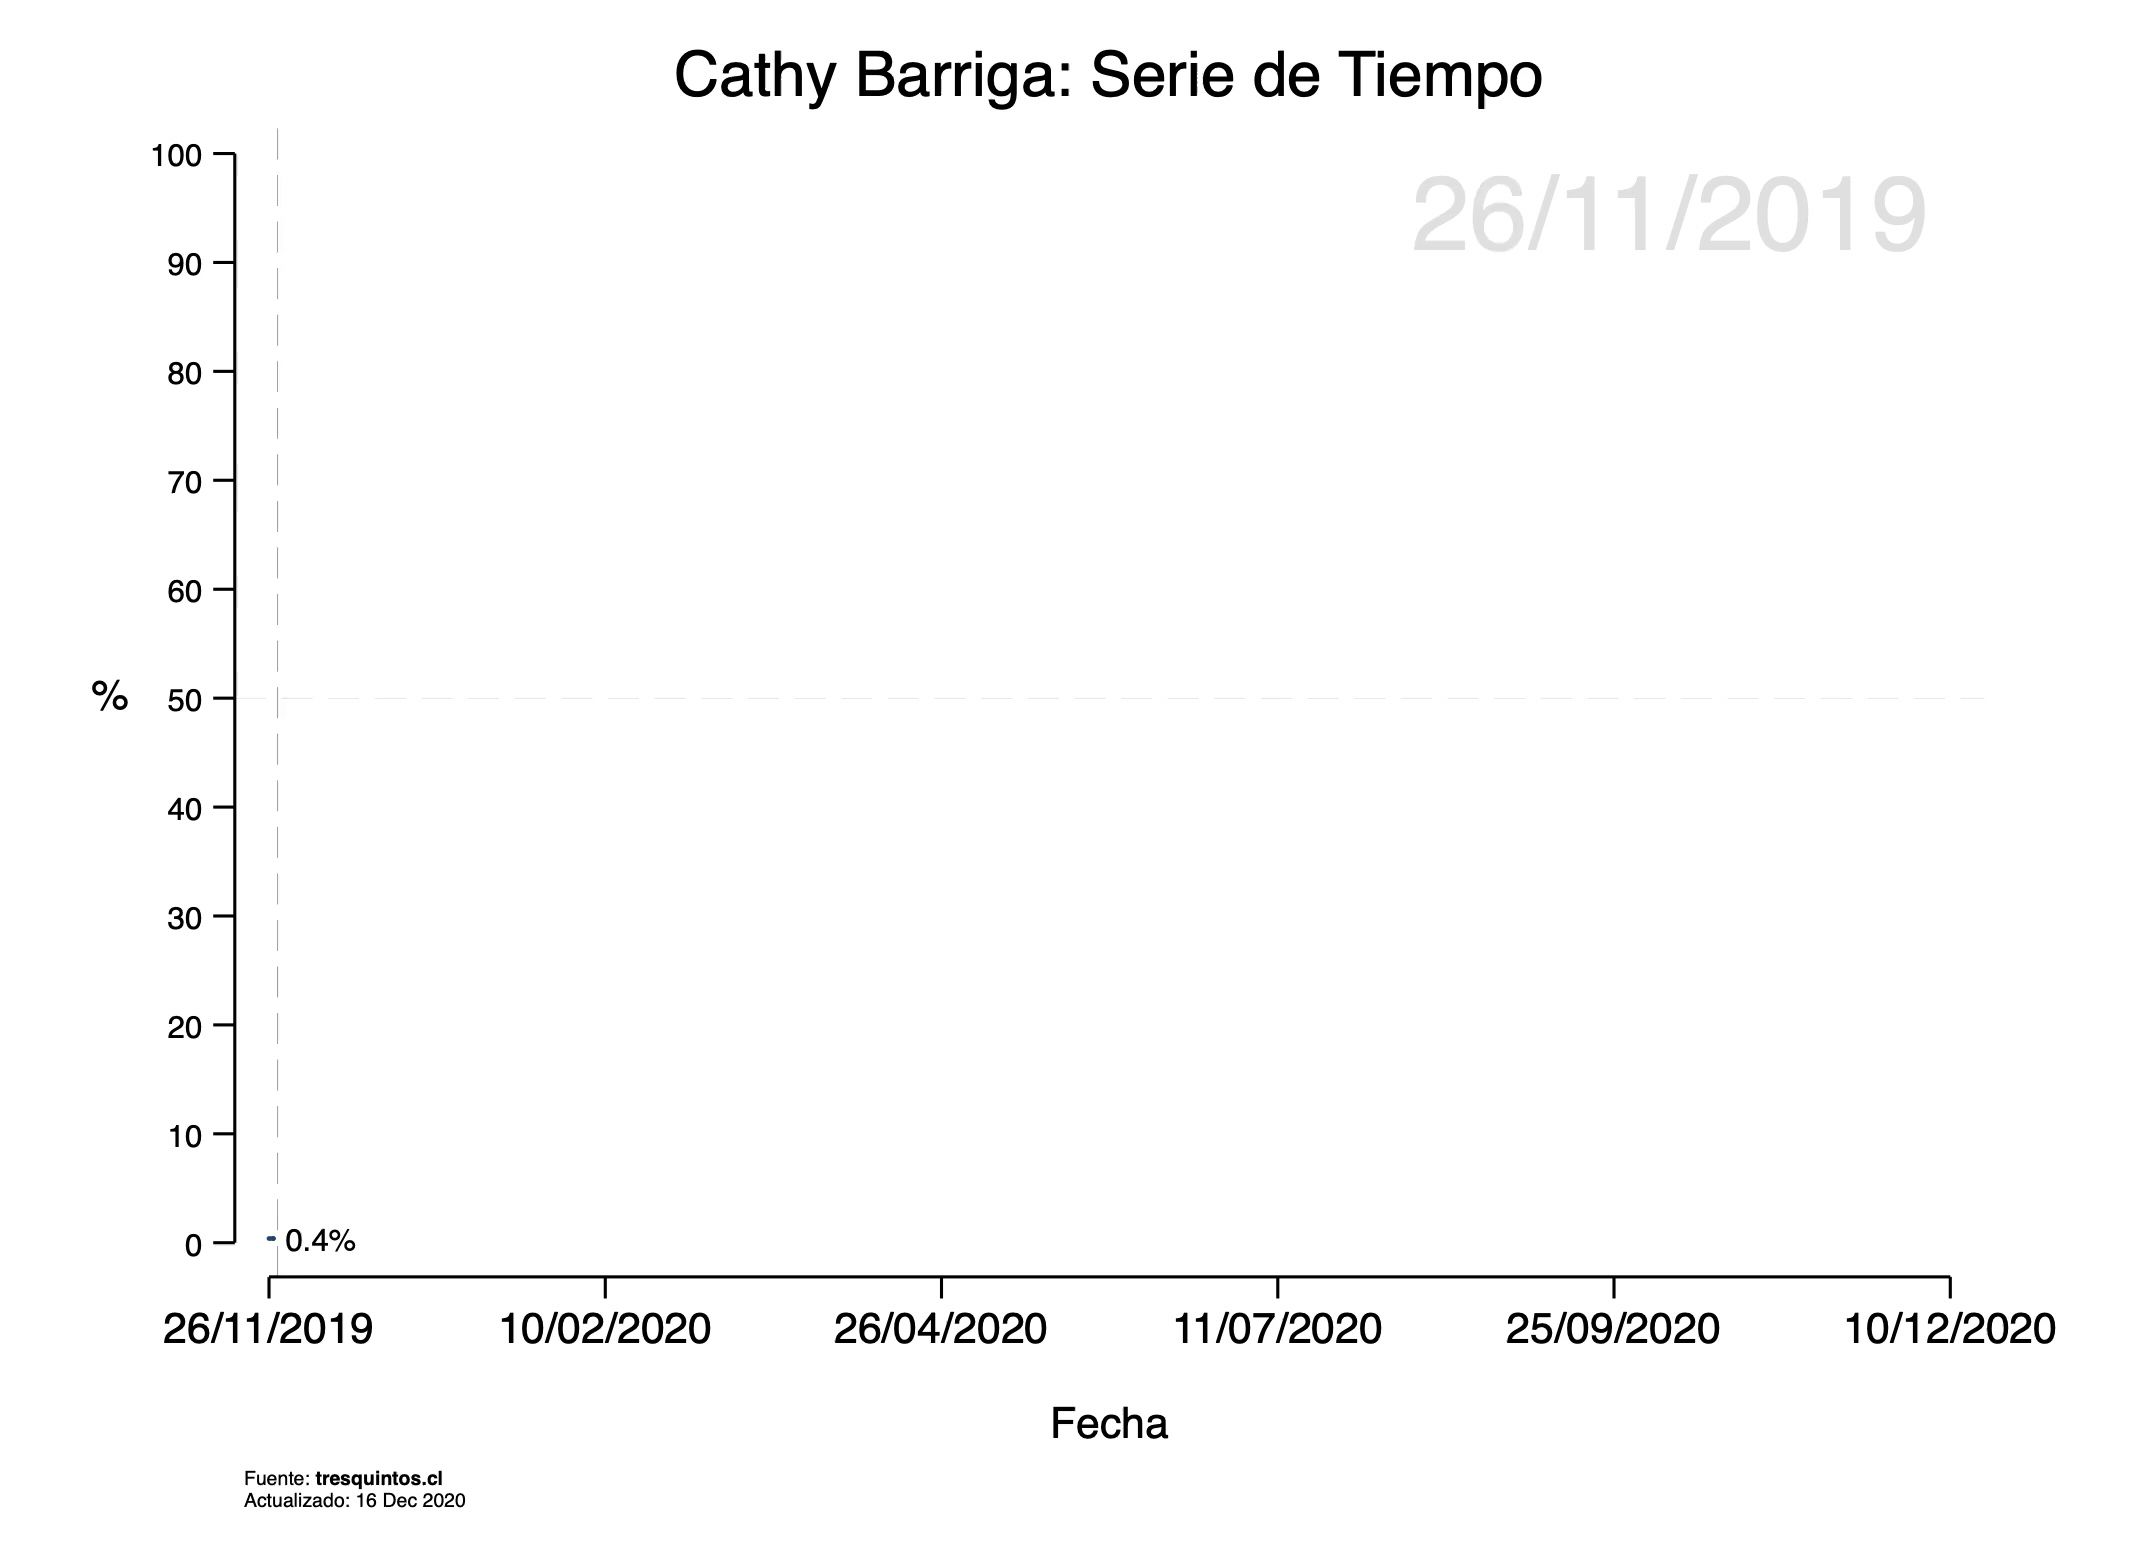 Cathy Barriga: Serie de Tiempo
26/11/2019
100
90
80
70
60
% 50
40
30
20
10
0 0.4%
26/11/2019 10/02/2020 26/04/2020 11/07/2020 25/09/2020 10/12/2020
Fecha
Fuente: tresquintos.cl
Actualizado: 16 Dec 2020